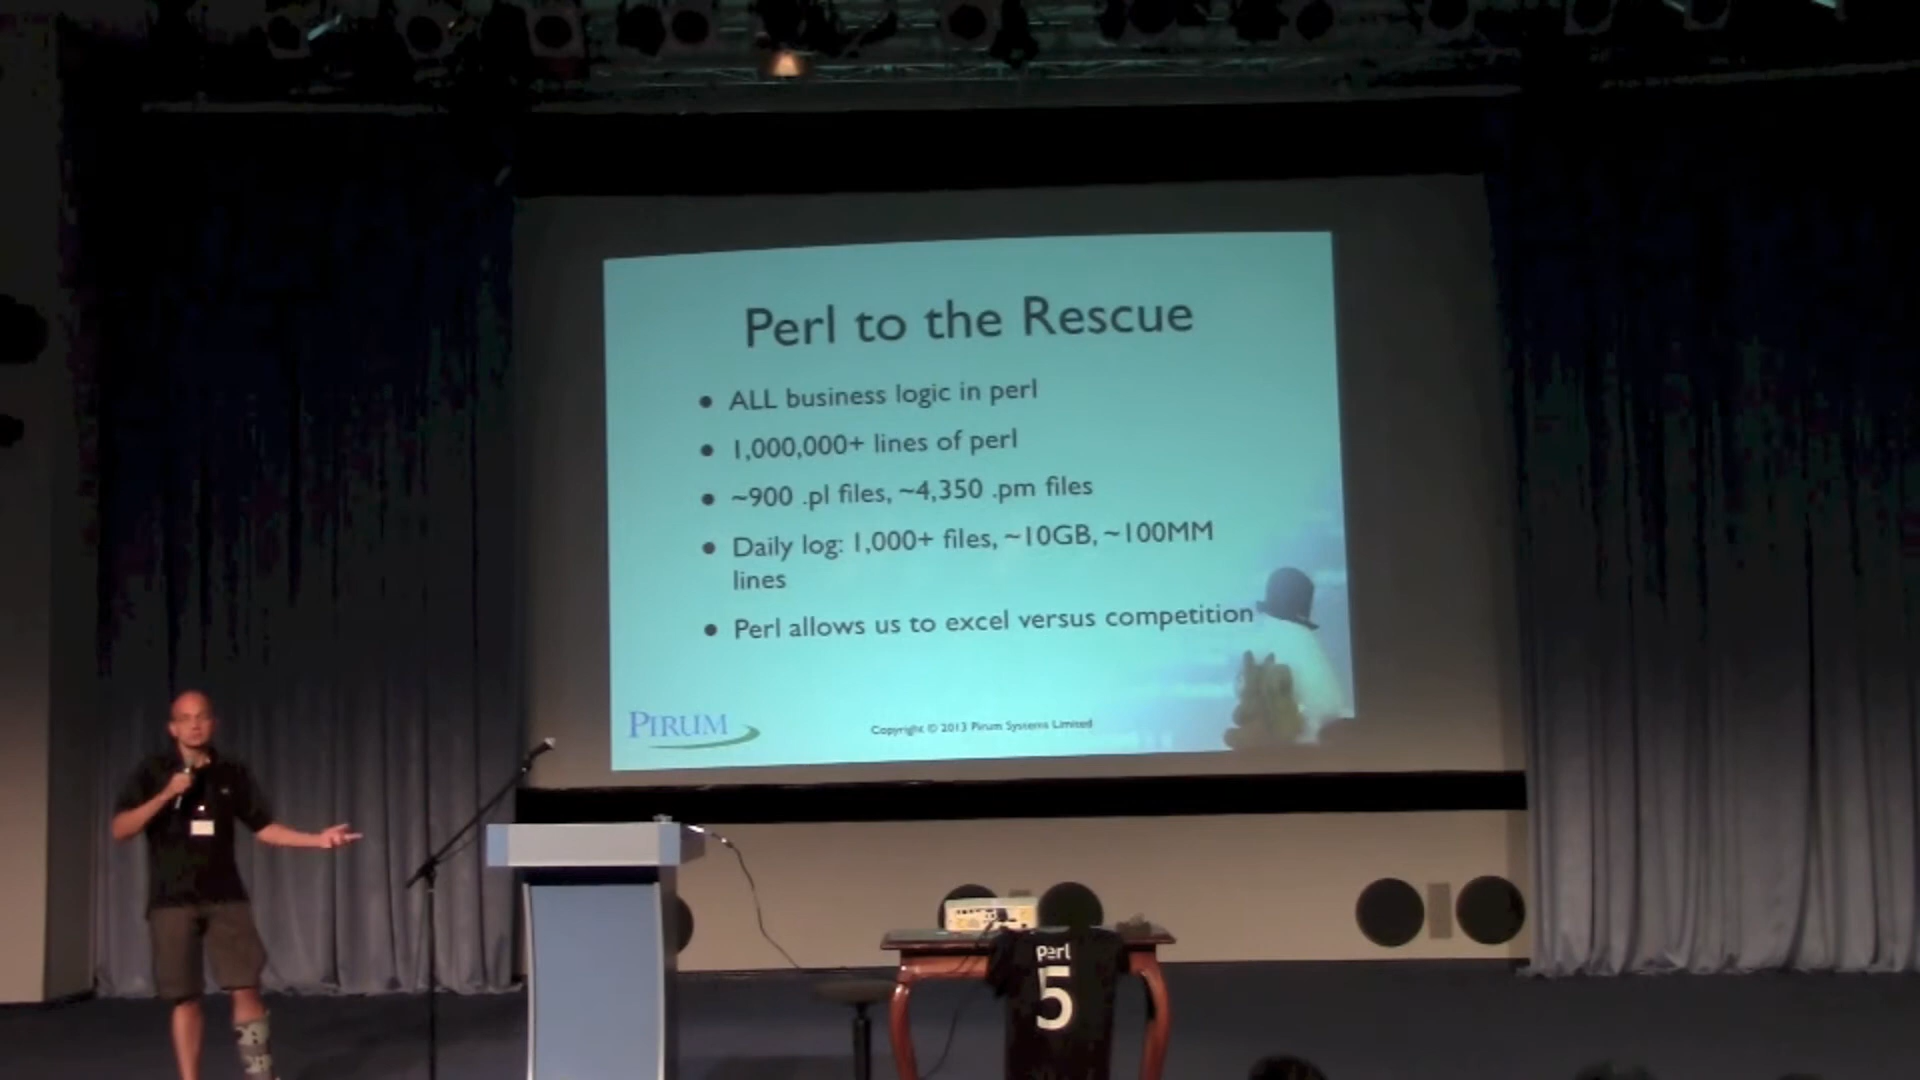 Perl to the Rescue
• ALL business logic in perl
• 1,000,000+ lines of perl
• ~900 .pl files, ~4,350 .pm files
• Daily log: 1,000+ files, ~10GB, ~100MM
lines
• Perl allows us to excel versus competition
PIRUM
Copyright © 2013 Pirum Systems Limited
perl
5